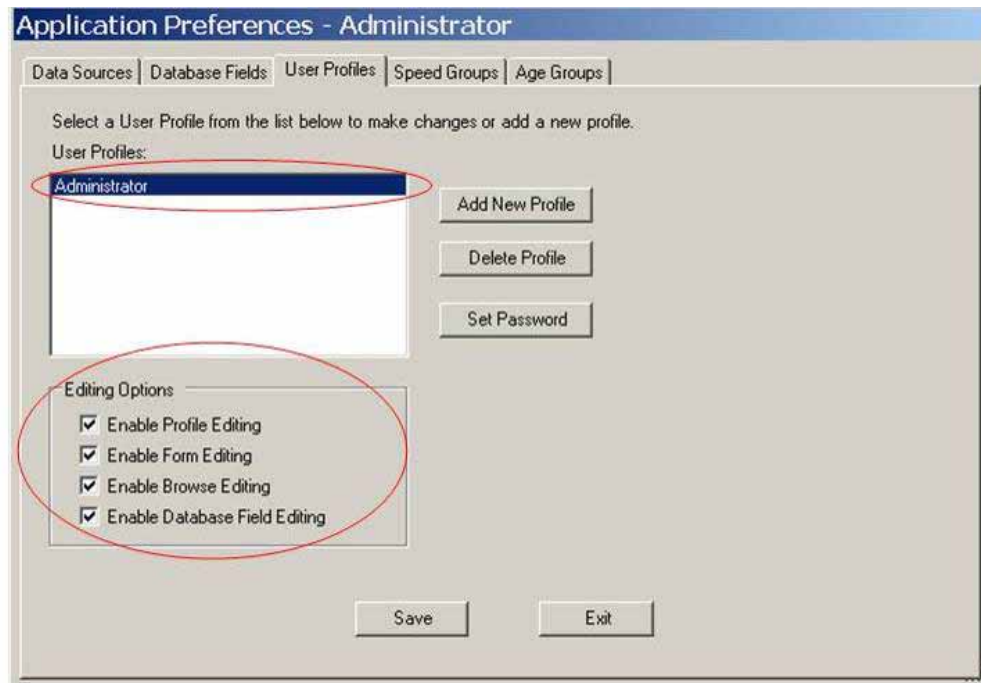 Application Preferences - Administrator
Data Sources Database Fields User Profiles Speed Groups Age Groups
Select a User Profile from the list below to make changes or add a new profile.
User Profiles:
Administrator
Add New Profile
Delete Profile
Set Password
Editing Options
Enable Profile Editing
Enable Form Editing
Enable Browse Editing
Enable Database Field Editing
Save Exit